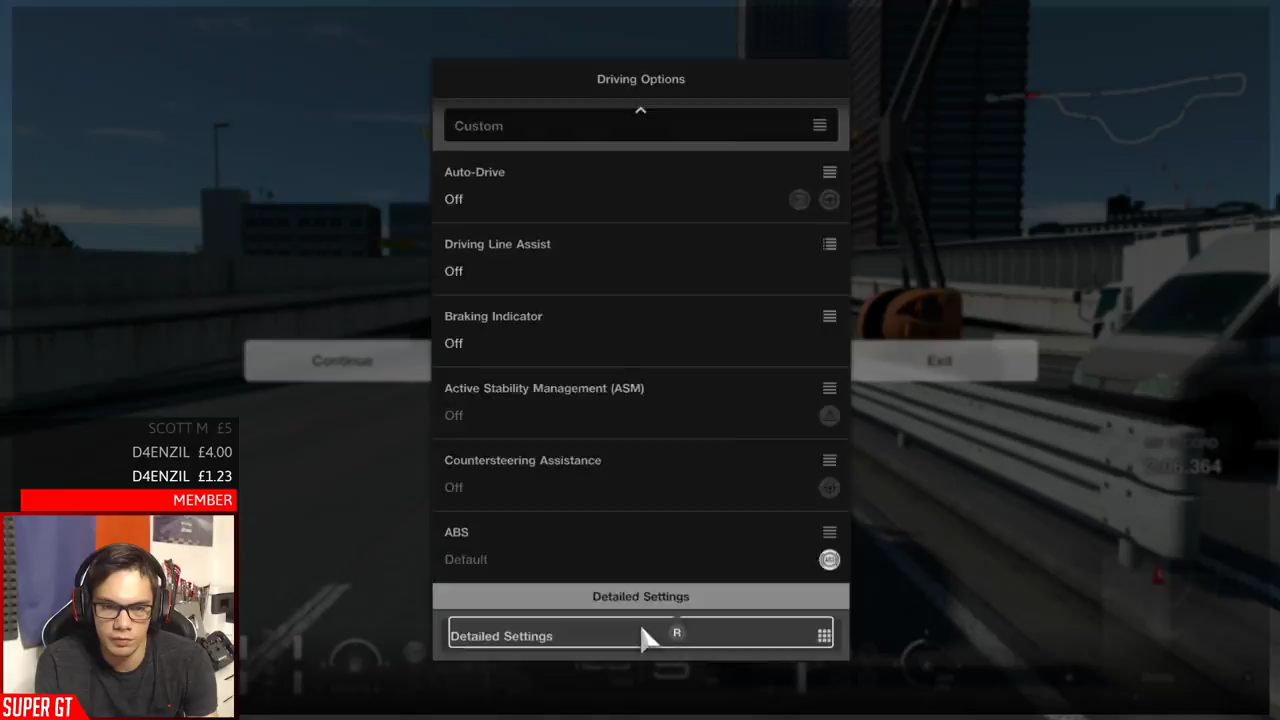 Driving Options
Custom
Auto-Drive
Off
Driving Line Assist
Off
Braking Indicator
Off
Continue
Exit
Active Stability Management (ASM)
Off
SCOTT M £5
D4ENZIL £4.00
D4ENZIL £1.23
MEMBER
Countersteering Assistance
Off
ABS
Default
Detailed Settings
Detailed Settings
R
SUPER GT